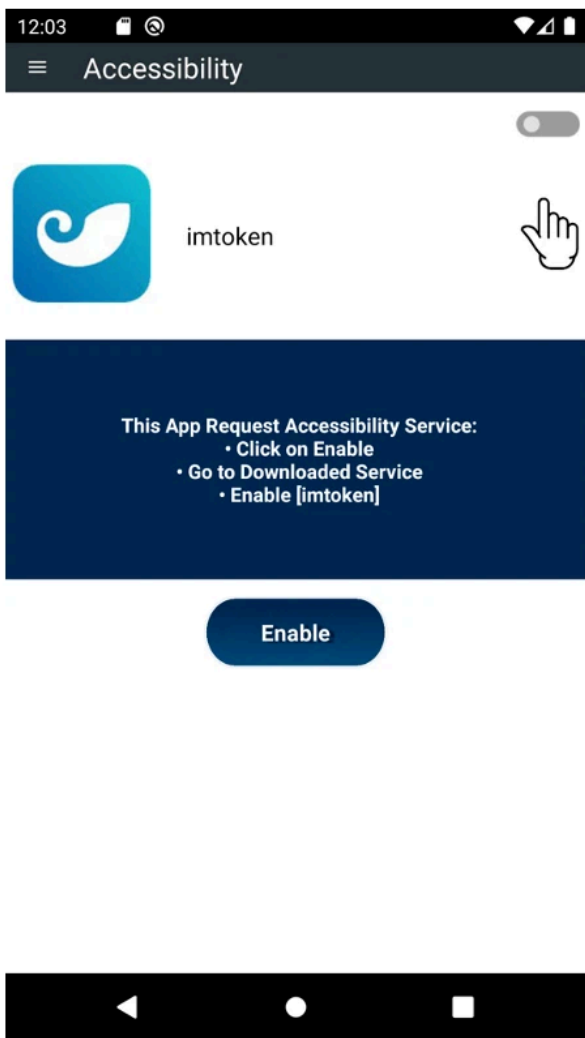 12:03
Accessibility
imtoken
This App Request Accessibility Service:
• Click on Enable
• Go to Downloaded Service
• Enable [imtoken]
Enable